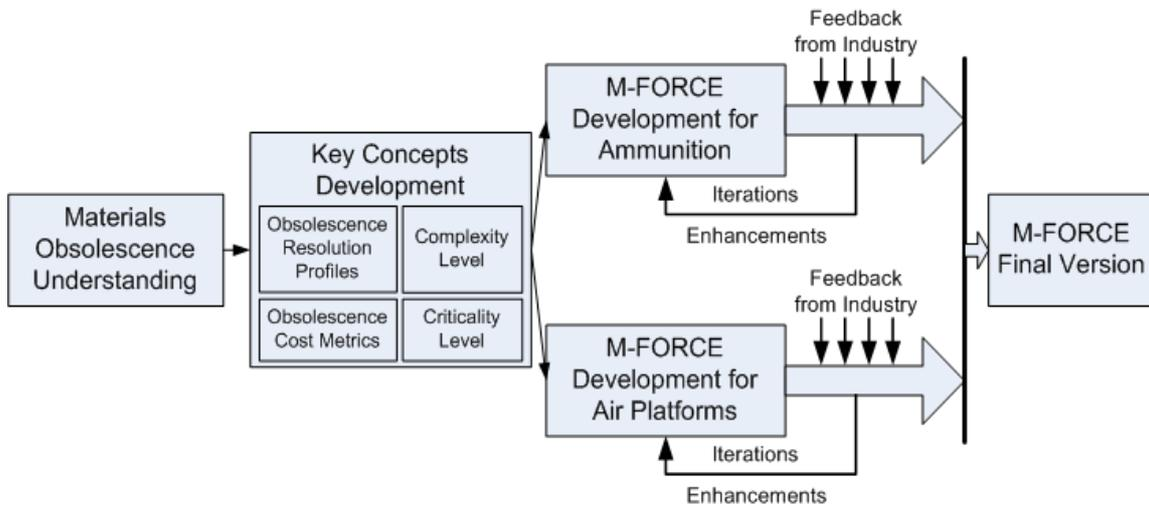 Materials
Obsolescence
Understanding
Key Concepts
Development
Obsolescence
Resolution
Profiles
Complexity
Level
Obsolescence
Cost Metrics
Criticality
Level
M-FORCE
Development for
Ammunition
Feedback
from Industry
Iterations
Enhancements
M-FORCE
Development for
Air Platforms
Feedback
from Industry
Iterations
Enhancements
M-FORCE
Final Version